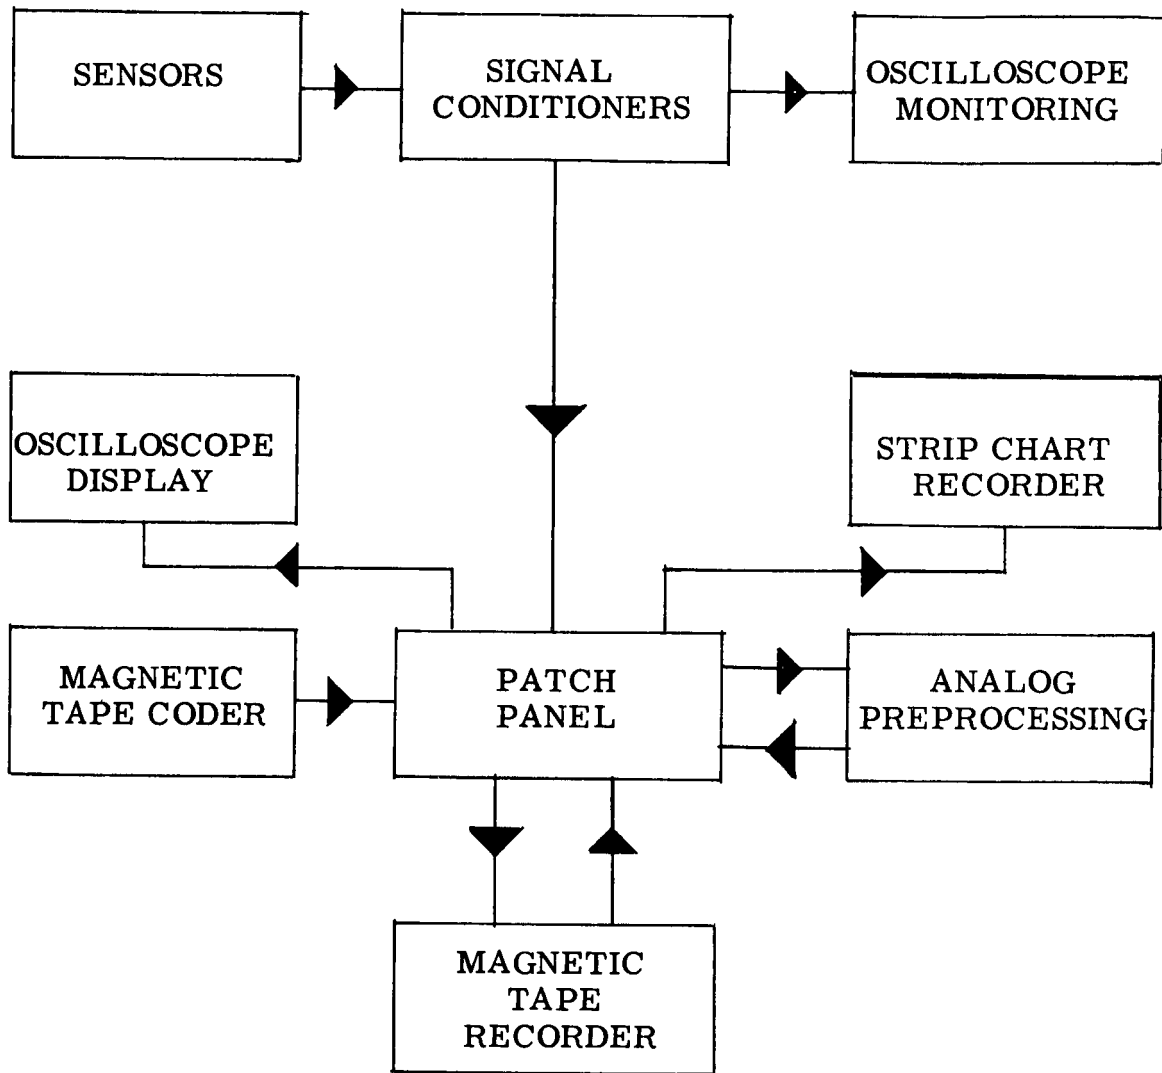 SENSORS
SIGNAL
CONDITIONERS
OSCILLOSCOPE
MONITORING
OSCILLOSCOPE
DISPLAY
STRIP CHART
RECORDER
MAGNETIC
TAPE CODER
PATCH
PANEL
ANALOG
PREPROCESSING
MAGNETIC
TAPE
RECORDER